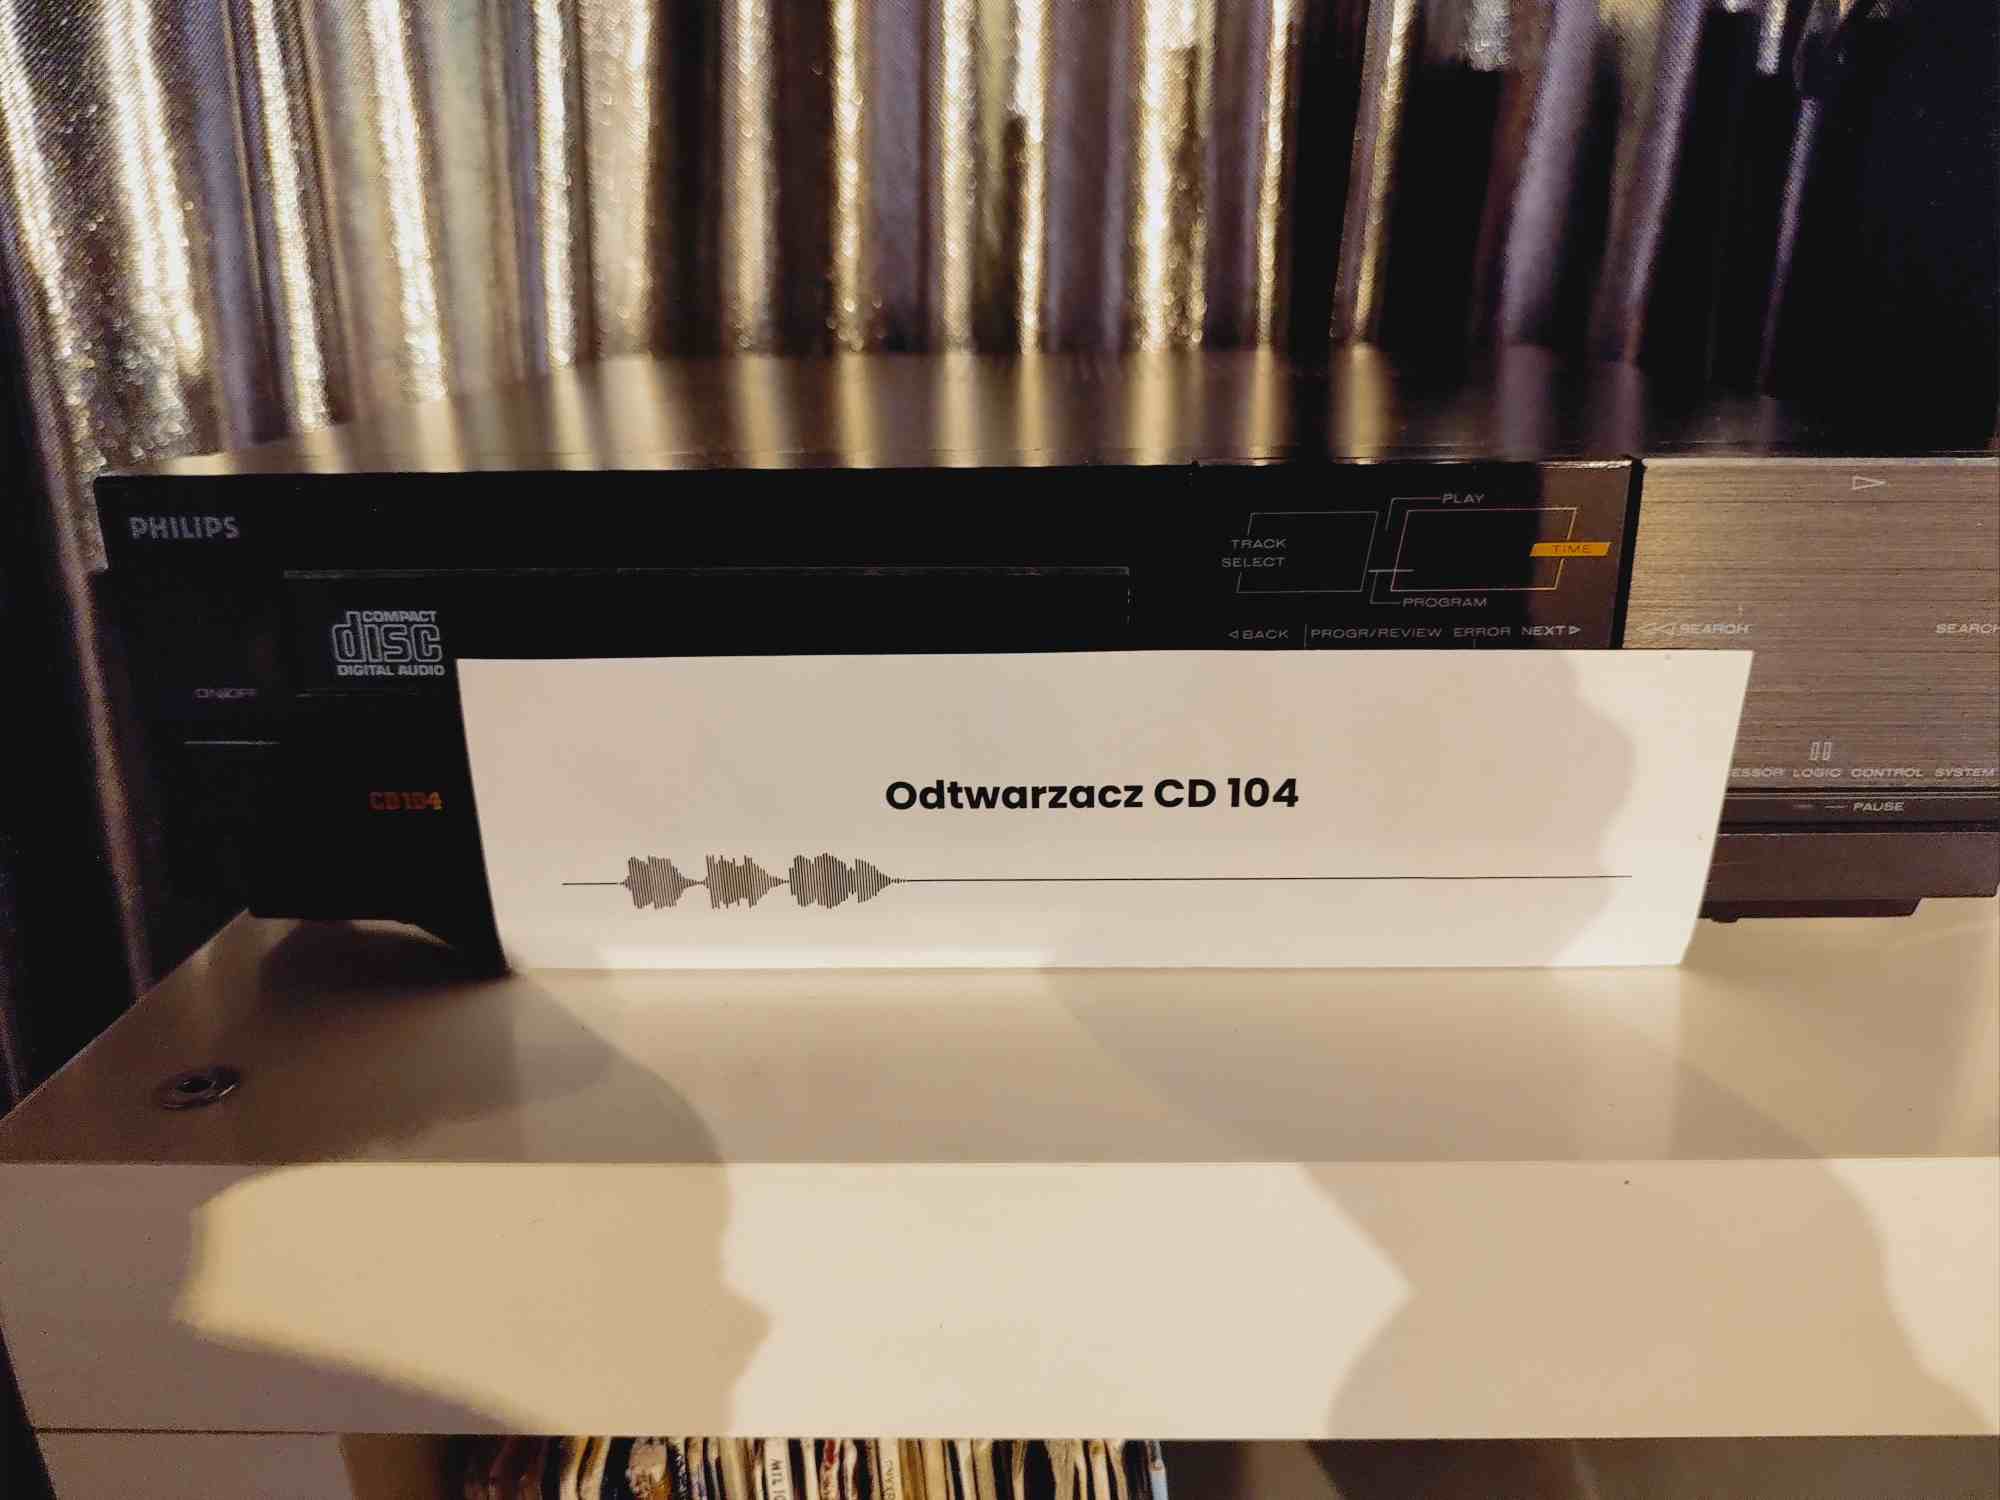 PHILIPS
COMPACT
disc
DIGITAL AUDIO
ON/OFF
CD104
PLAY
TRACK
SELECT
TIME
PROGRAM
BACK
PROGR/REVIEW
ERROR
NEXT
SEARCH
SEARCH
LOGIC CONTROL SYSTEM
PAUSE
Odtwarzacz CD 104